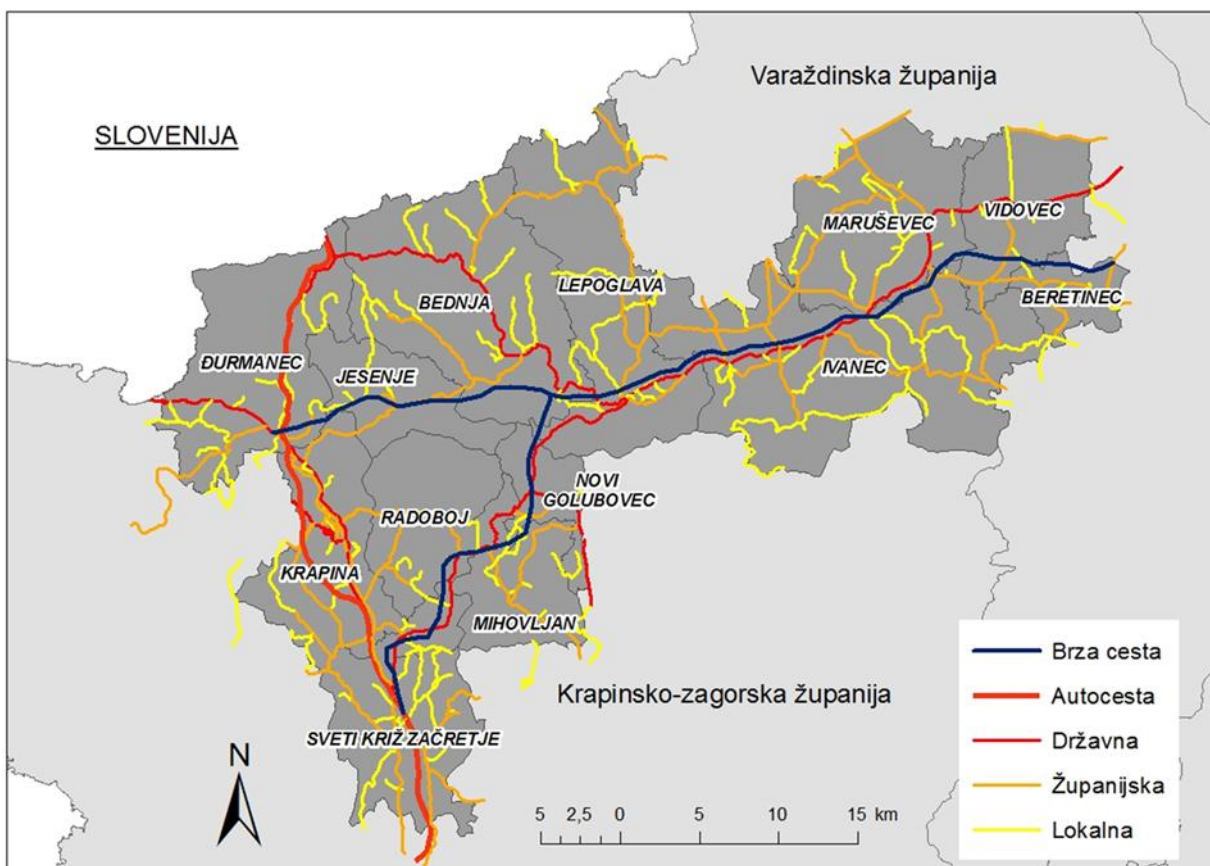 Varaždinska županija
SLOVENIJA
MARUŠEVEC
VIDOVEC
BEDNJA
LEPOGLAVA
BERETINEC
ĐURMANEC
JESENJE
IVANEC
NOVI
GOLUBOVEC
RADOBOJ
KRAPINA
MIHOVLJAN
Krapinsko-zagorska županija
SVETI KRIŽ ZAČRETJE
N
5 2,5 0 5 10 15 km
Brza cesta
Autocesta
Državna
Županijska
Lokalna